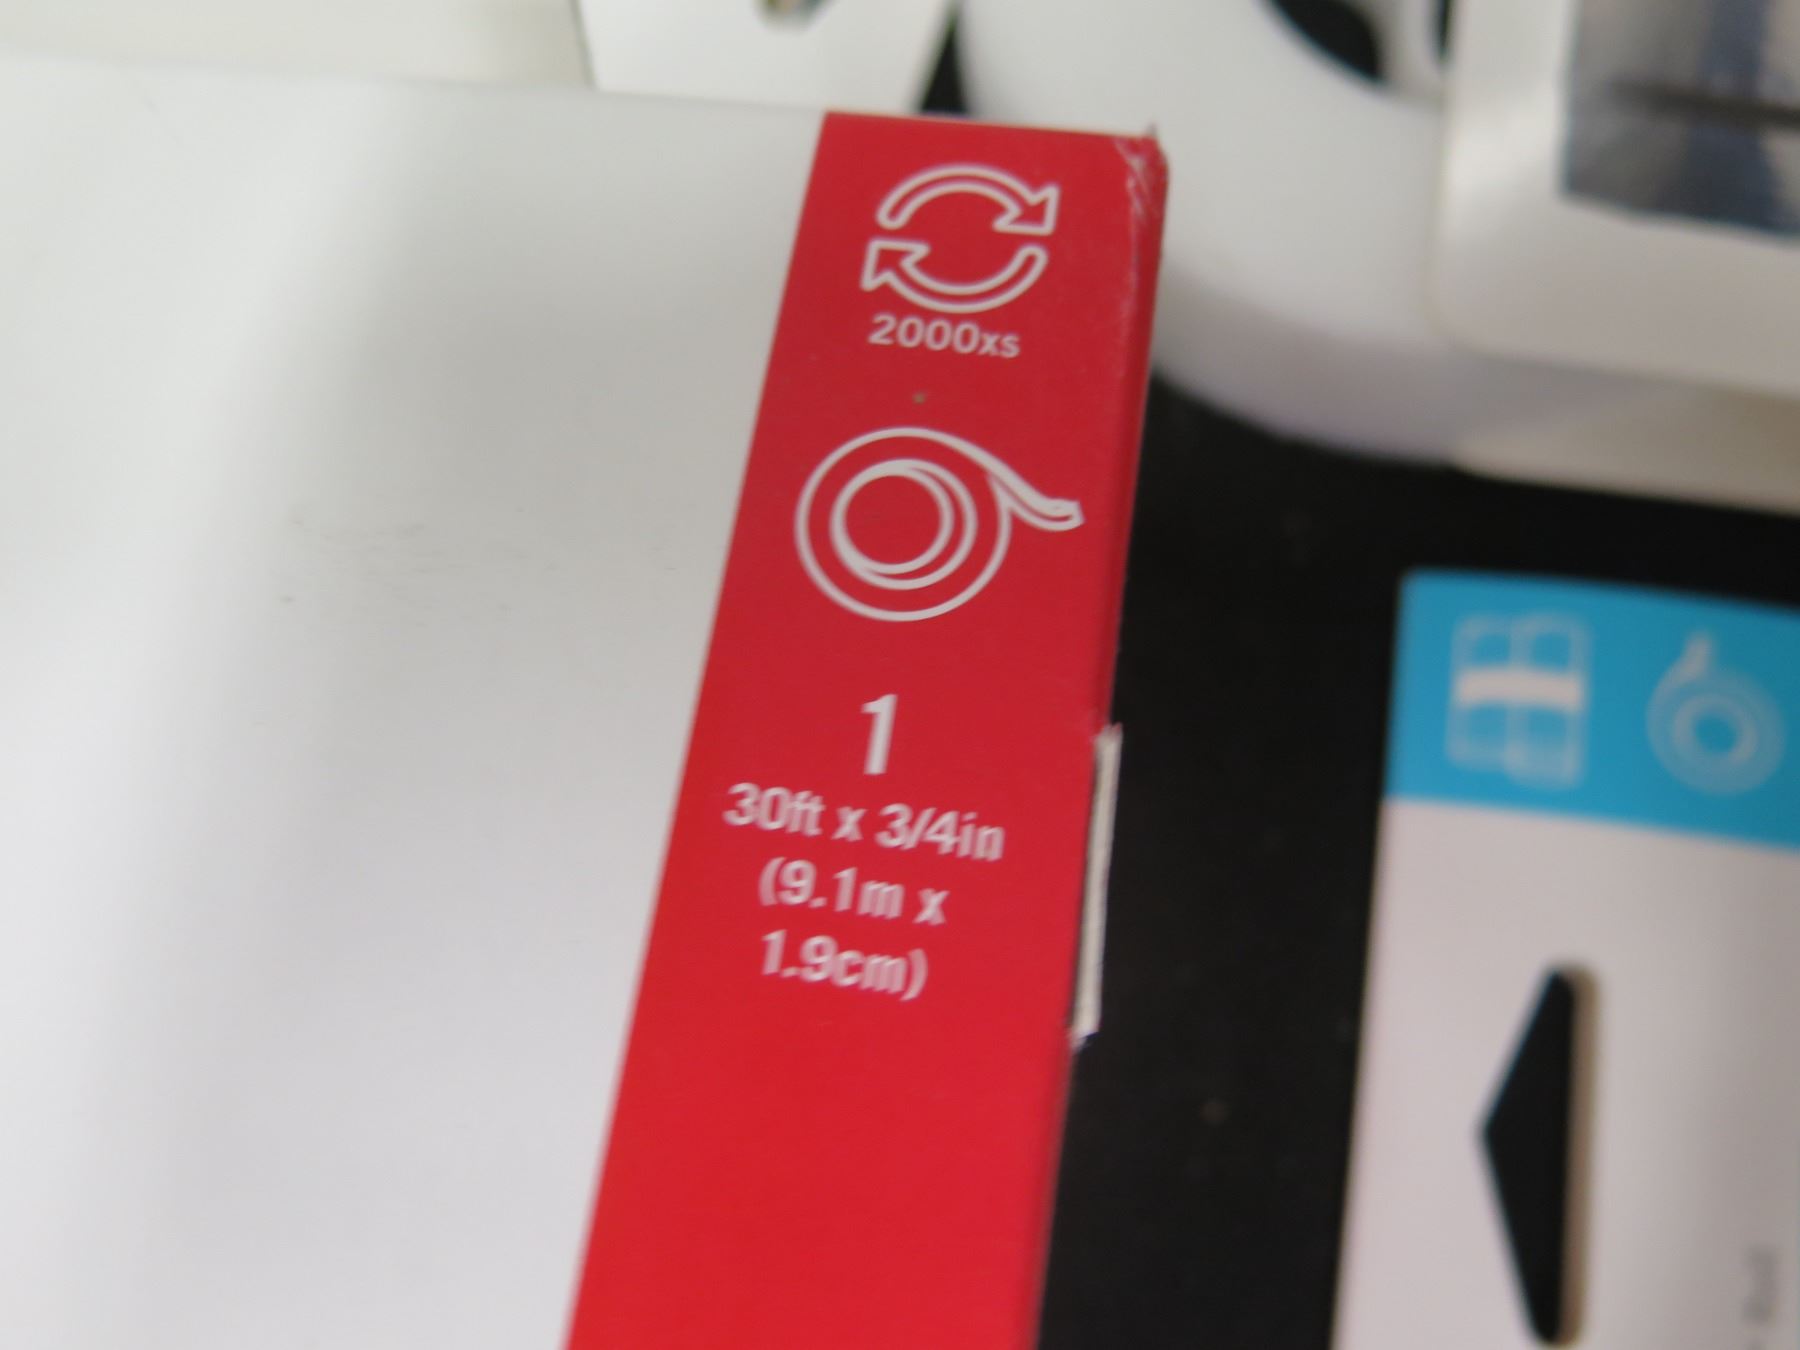 2000xs
1
30ft x 3/4in
(9.1m x
1.9cm)